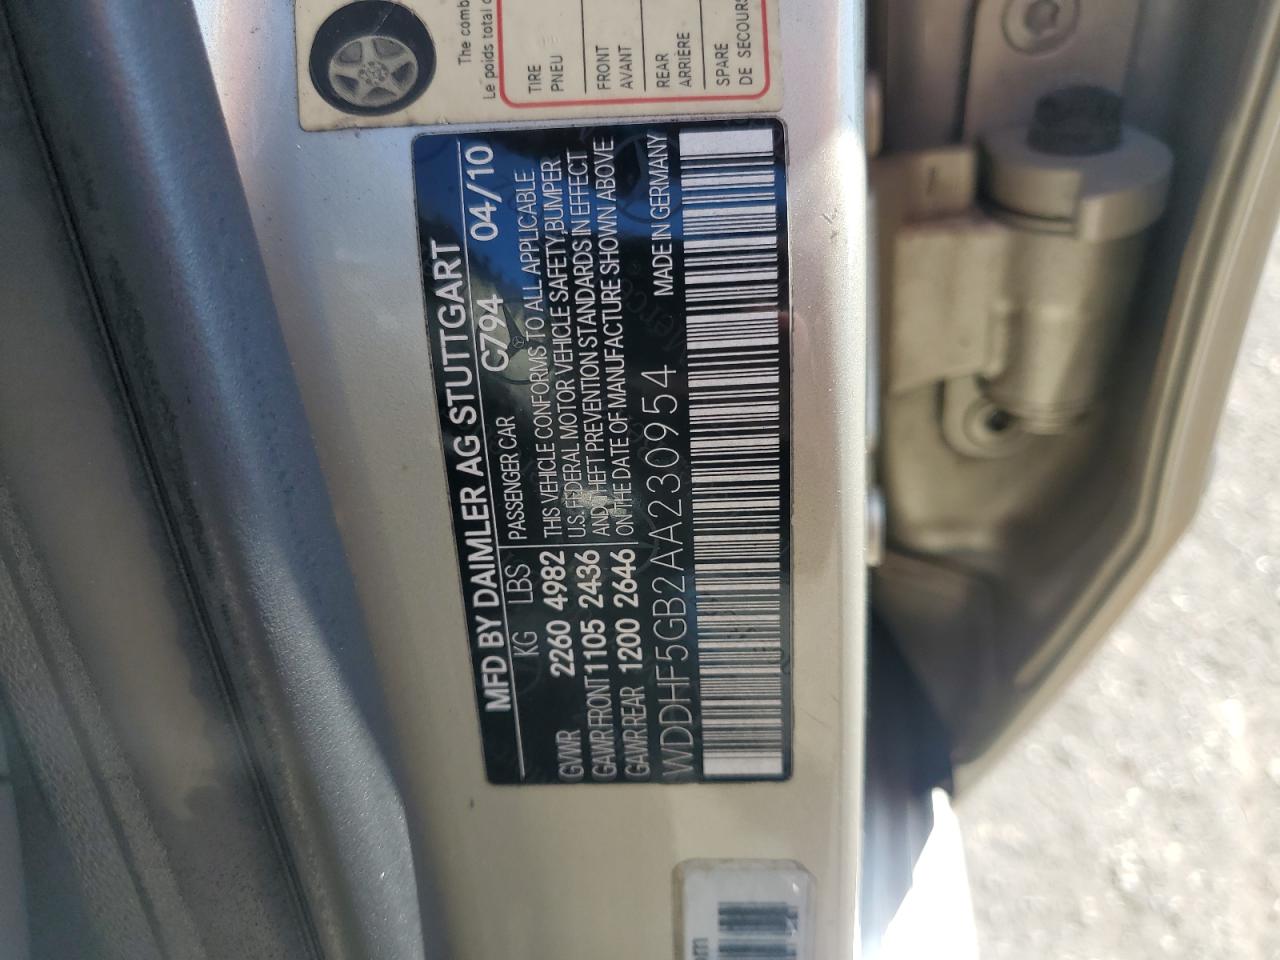 The comb
Le poids total c
TIRE
PNEU
FRONT
AVANT
REAR
ARRIÈRE
SPARE
DE SECOURS
MFD BY DAIMLER AG STUTTGART
KG LBS PASSENGER CAR C794 04/10
GVWR 2260 4982 THIS VEHICLE CONFORMS TO ALL APPLICABLE
GAWR FRONT 1105 2436 U.S. FEDERAL MOTOR VEHICLE SAFETY, BUMPER,
GAWR REAR 1200 2646 AND THEFT PREVENTION STANDARDS IN EFFECT
ON THE DATE OF MANUFACTURE SHOWN ABOVE
WDDHF5GB2AA230954 MADE IN GERMANY